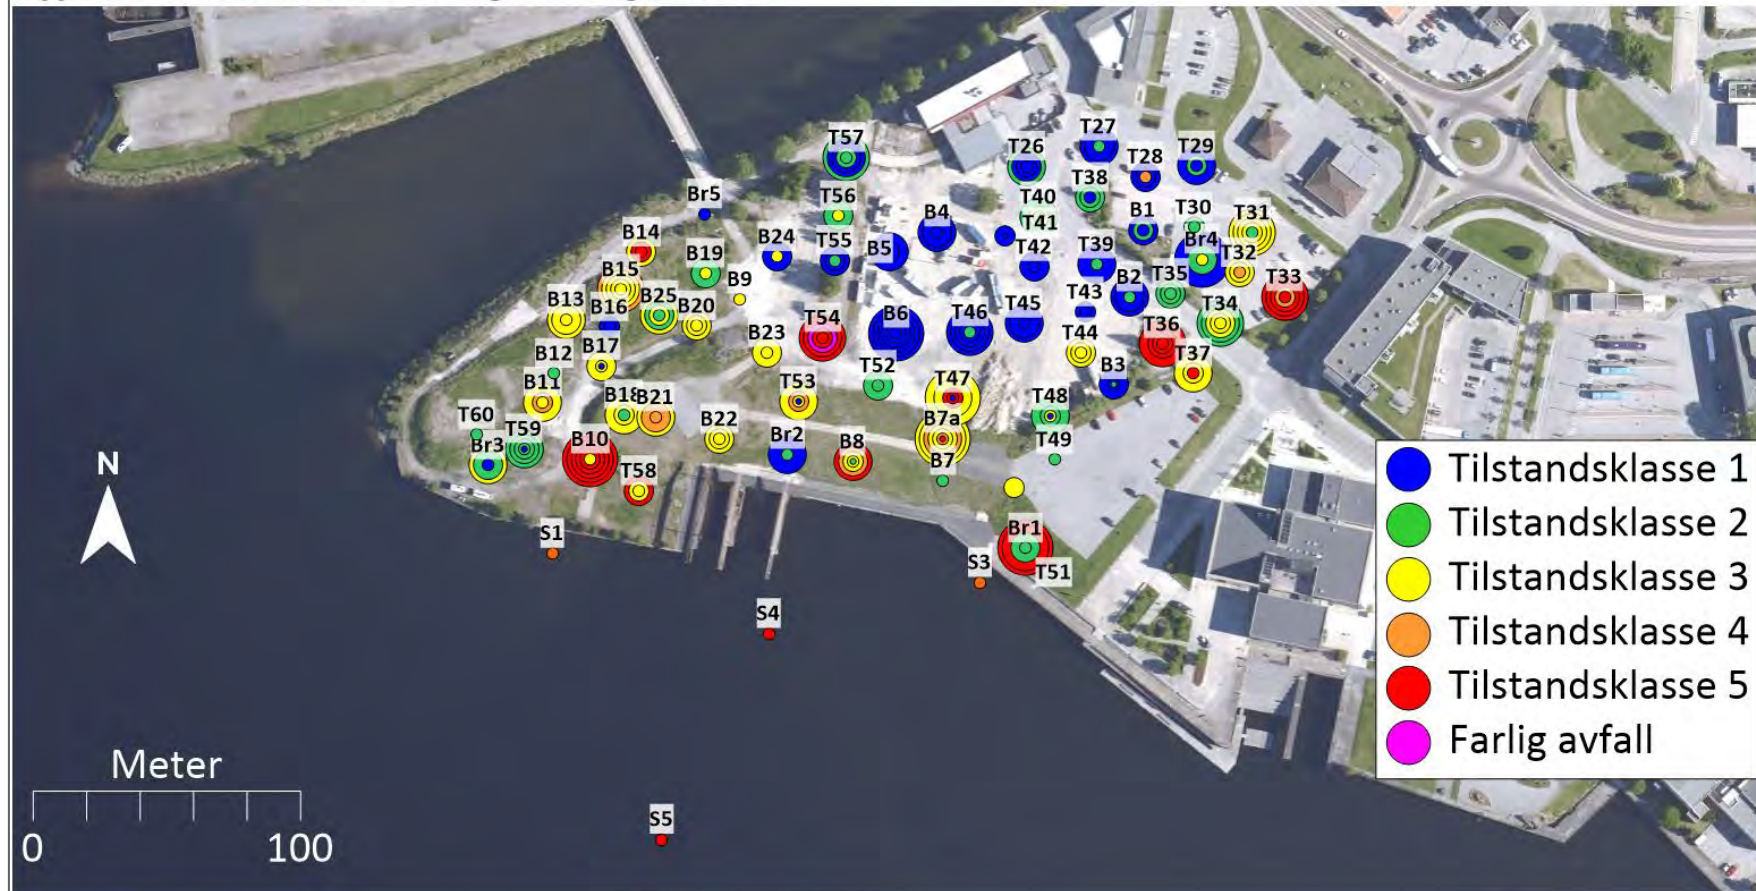 T57
T26
T27
T28
T29
Br5
T56
B4
T40
T41
T38
B1
T30
T31
B14
B19
B24
T55
B5
T42
T39
Br4
T32
B15
B9
B2
T35
T33
B13
B16
B25
B20
T54
B6
T46
T45
T43
T34
B12
B17
B23
T44
T36
T37
B11
B18
B21
T53
T52
T47
B3
T60
Br3
T59
B10
B22
Br2
B8
B7a
T48
T49
T58
B7
N
S1
Br1
S3
T51
S4
S5
Meter
0
100
Tilstandsklasse 1
Tilstandsklasse 2
Tilstandsklasse 3
Tilstandsklasse 4
Tilstandsklasse 5
Farlig avfall